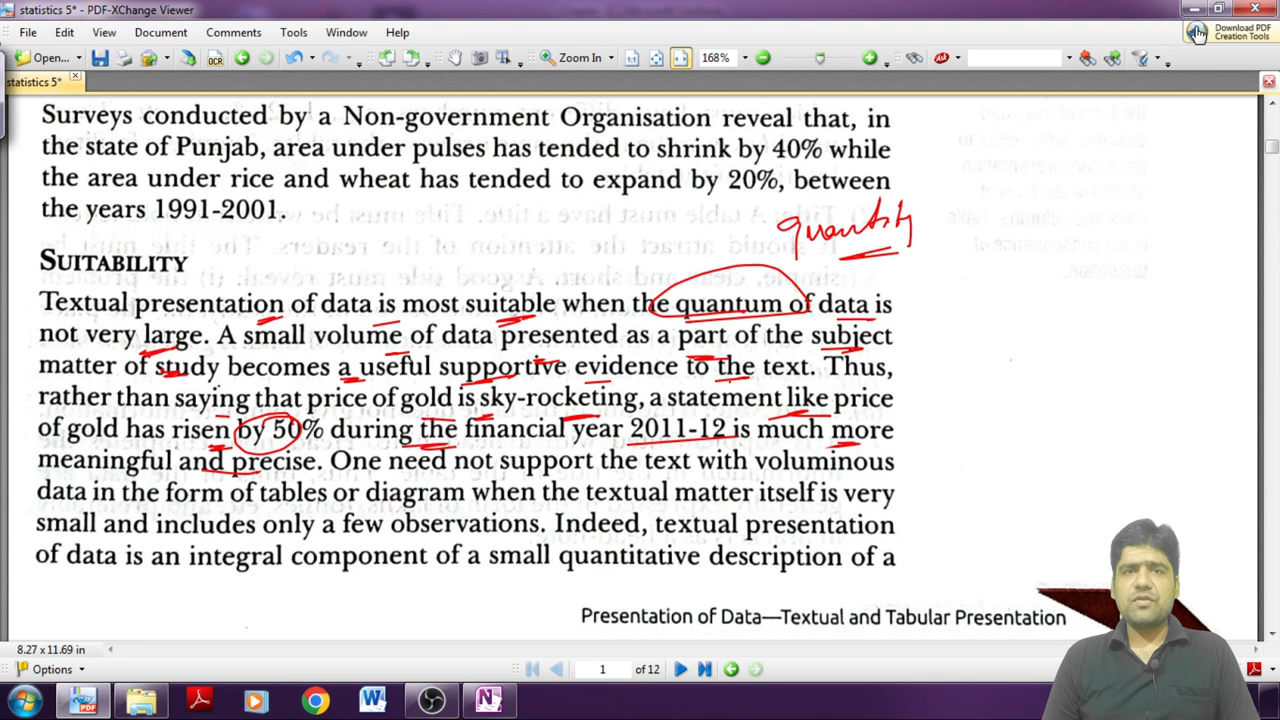 statistics 5* - PDF-XChange Viewer
File Edit View Document Comments Tools Window Help
Download PDF
Creation Tools
Open... OCR Zoom In 168%
statistics 5*
Surveys conducted by a Non-government Organisation reveal that, in
the state of Punjab, area under pulses has tended to shrink by 40% while
the area under rice and wheat has tended to expand by 20%, between
the years 1991-2001.
quantity
SUITABILITY
Textual presentation of data is most suitable when the quantum of data is
not very large. A small volume of data presented as a part of the subject
matter of study becomes a useful supportive evidence to the text. Thus,
rather than saying that price of gold is sky-rocketing, a statement like price
of gold has risen by 50% during the financial year 2011-12 is much more
meaningful and precise. One need not support the text with voluminous
data in the form of tables or diagram when the textual matter itself is very
small and includes only a few observations. Indeed, textual presentation
of data is an integral component of a small quantitative description of a
Presentation of Data—Textual and Tabular Presentation
8.27 x 11.69 in
Options 1 of 12